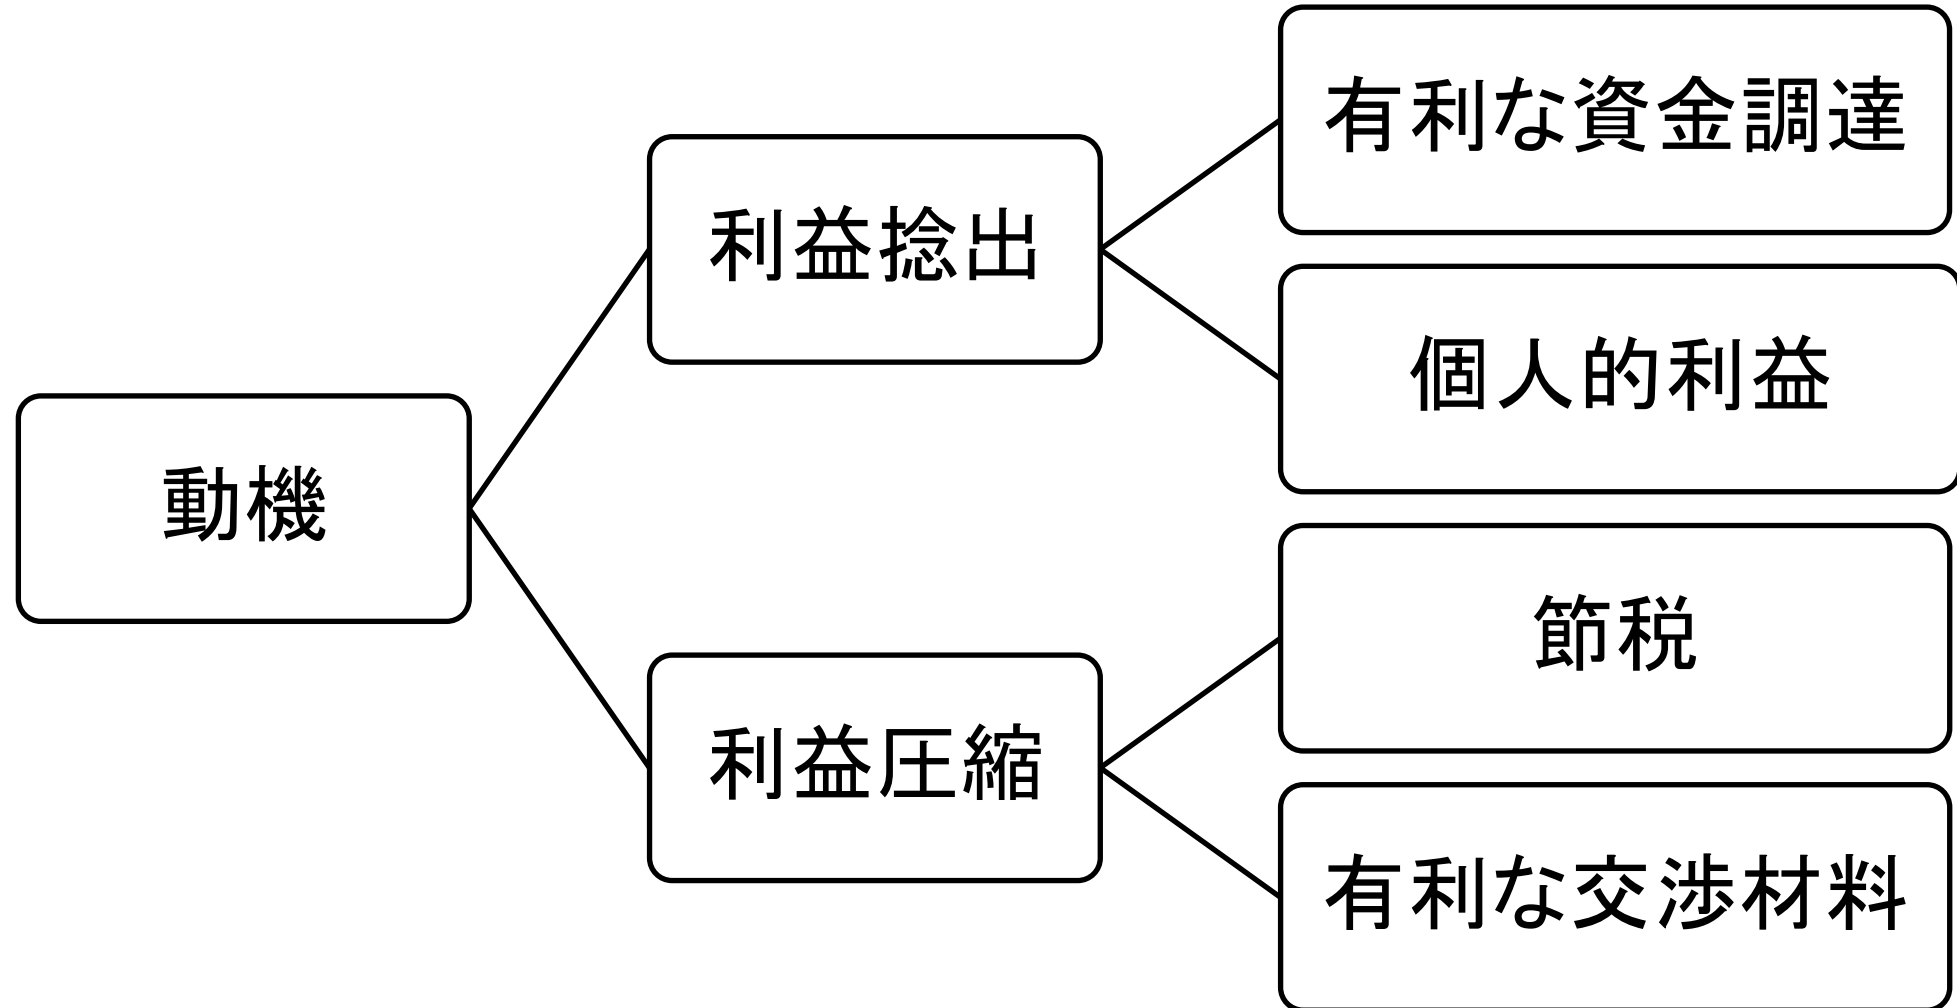 動機
利益捻出
有利な資金調達
個人的利益
利益圧縮
節税
有利な交渉材料